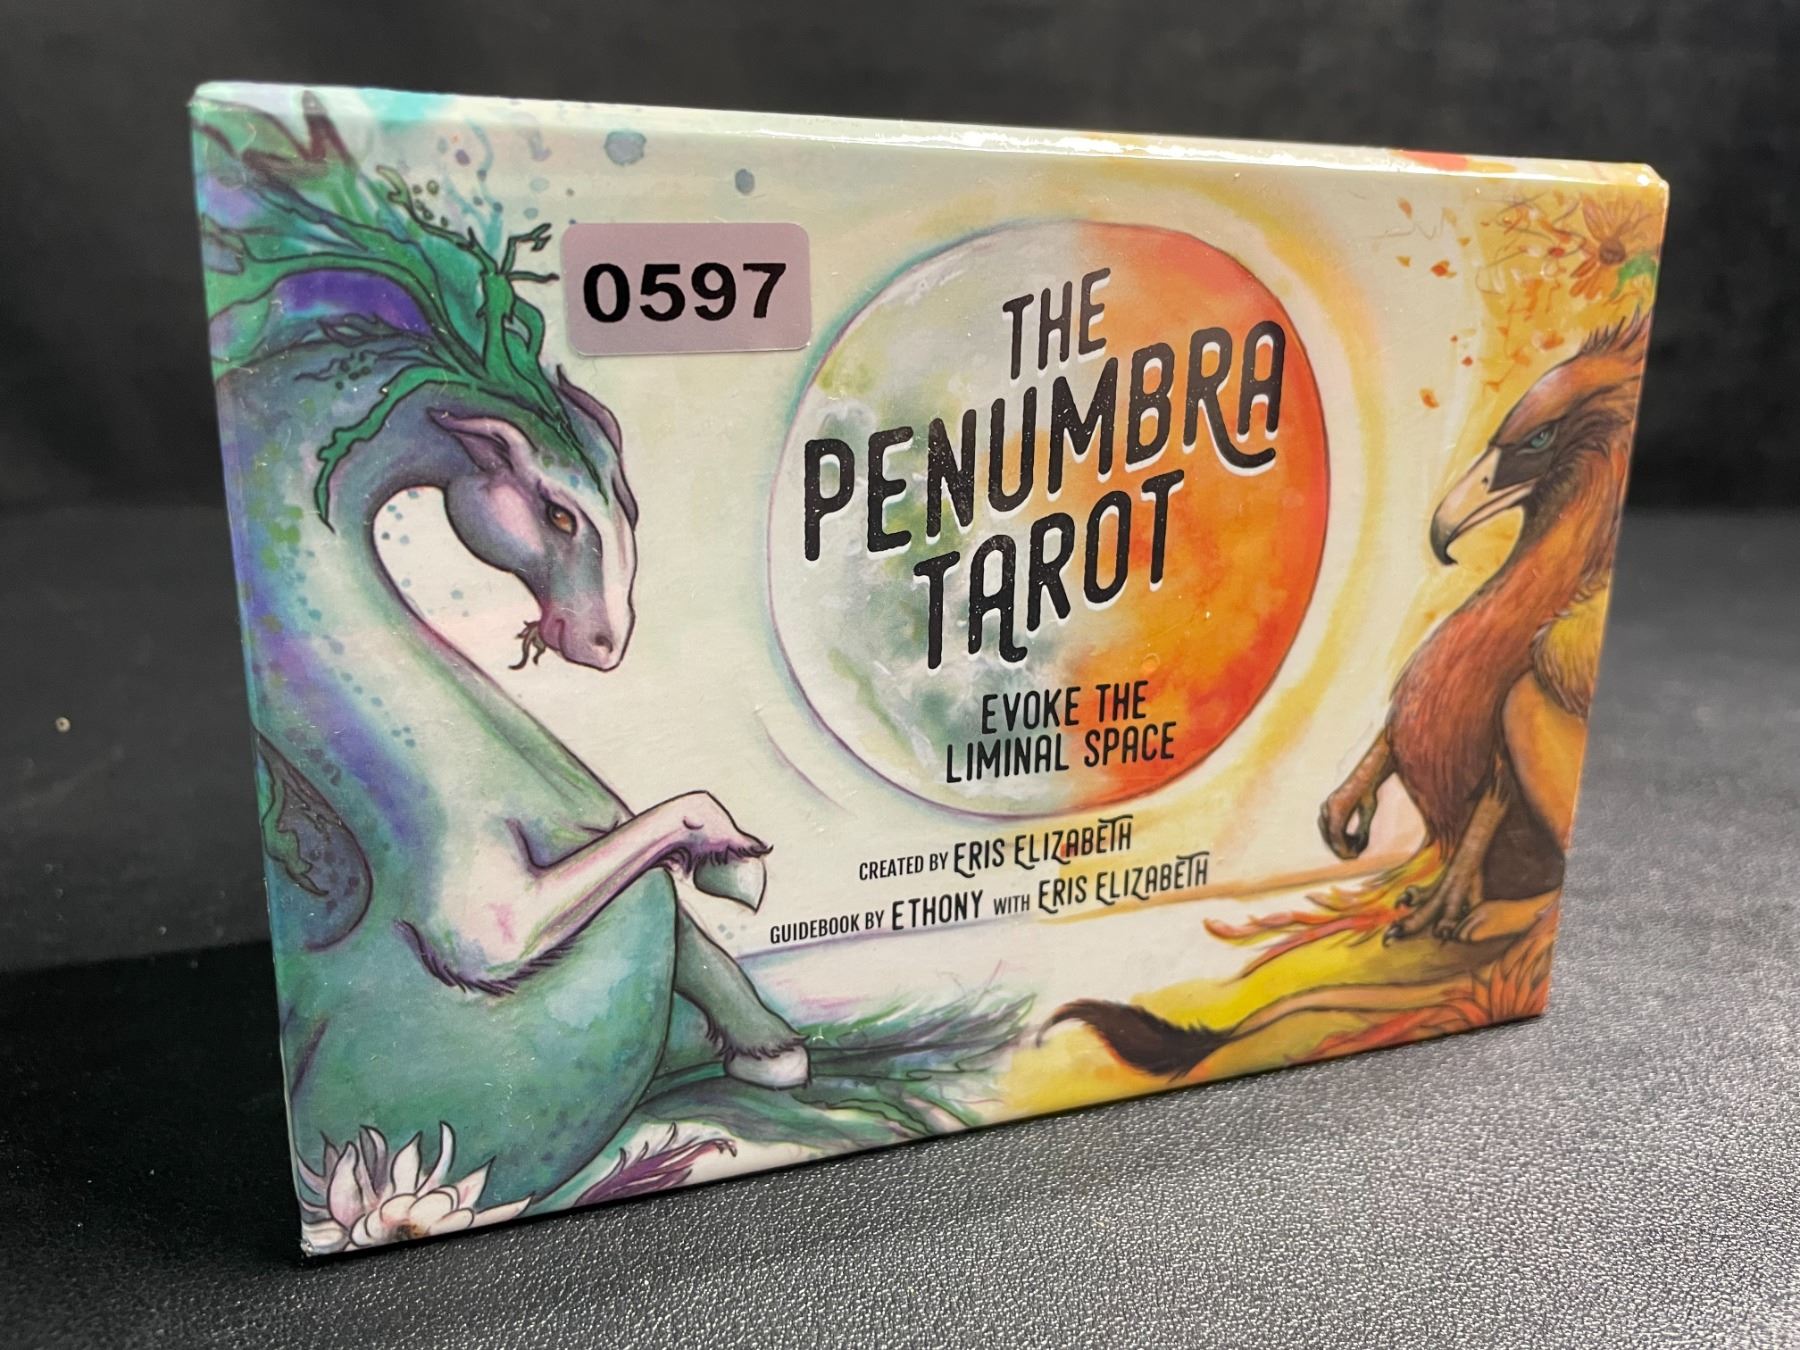 0597
THE
PENUMBRA
TAROT
EVOKE THE
LIMINAL SPACE
CREATED BY ERIS ELIZABETH
GUIDEBOOK BY ETHONY WITH ERIS ELIZABETH